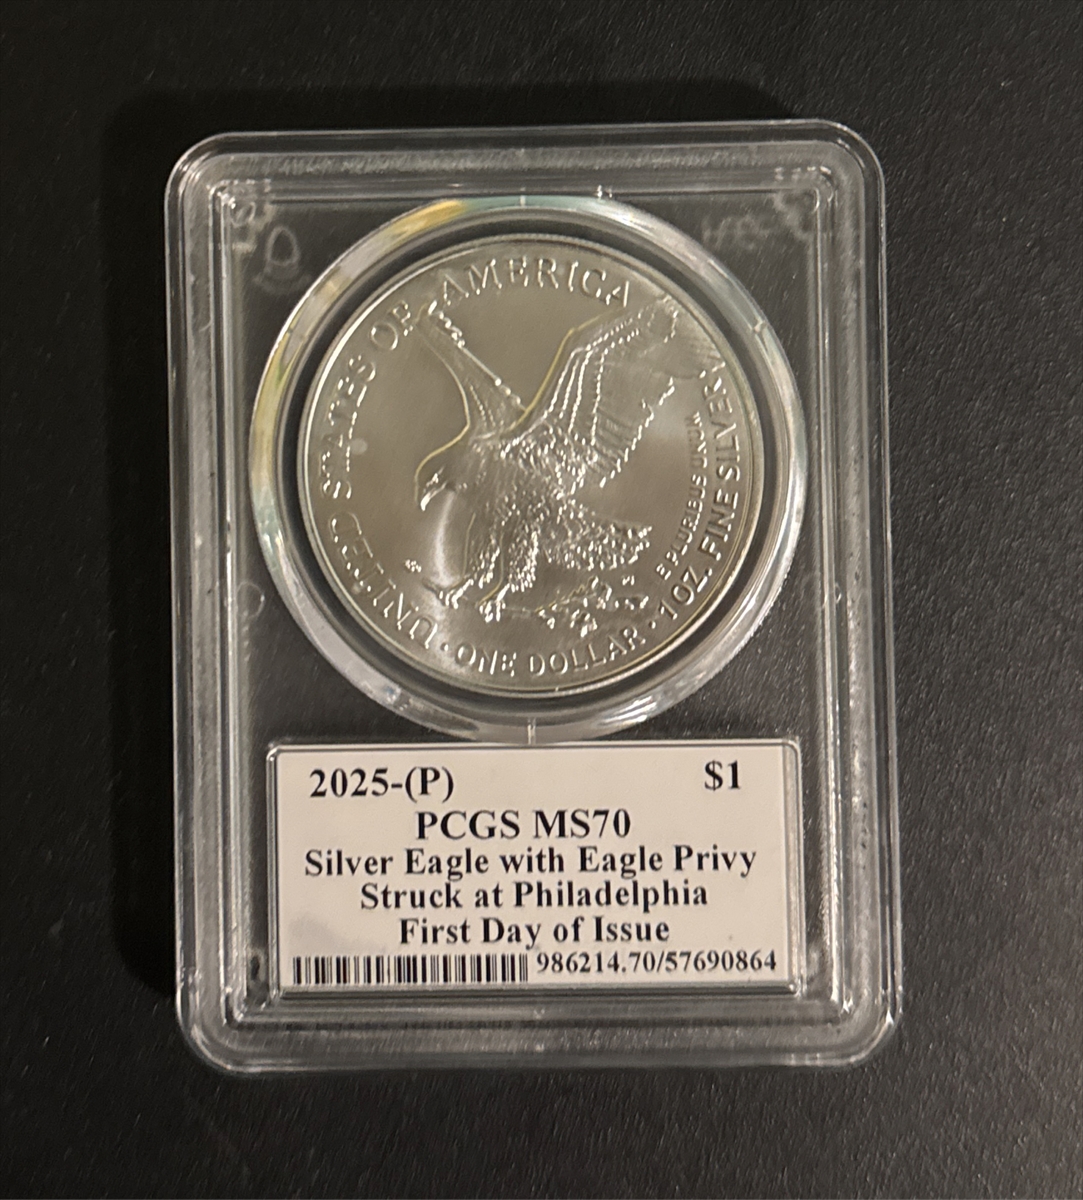 UNITED STATES OF AMERICA
E PLURIBUS UNUM
1 OZ. FINE SILVER
ONE DOLLAR
2025-(P) $1
PCGS MS70
Silver Eagle with Eagle Privy
Struck at Philadelphia
First Day of Issue
986214.70/57690864